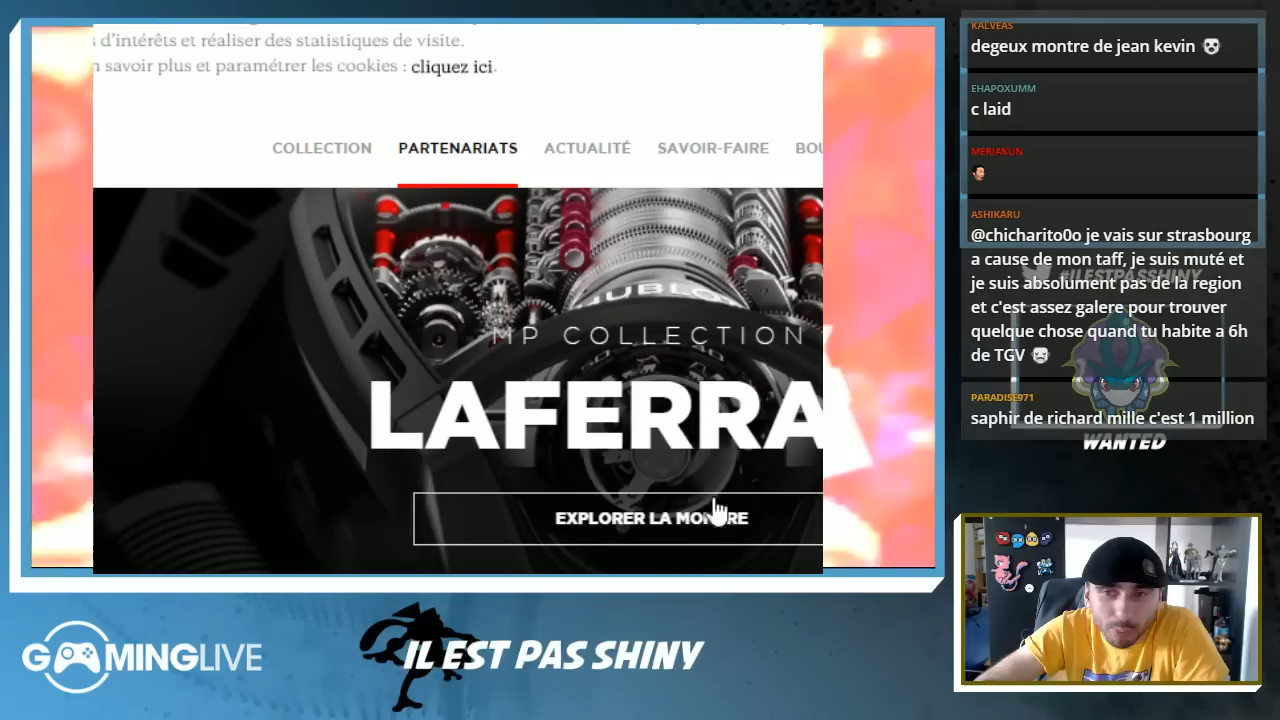 s d'intérêts et réaliser des statistiques de visite.
n savoir plus et paramétrer les cookies : cliquez ici.
COLLECTION PARTENARIATS ACTUALITÉ SAVOIR-FAIRE BOU
HUBLOT
MP COLLECTION
LAFERRA
EXPLORER LA MONTRE
KALVEAS
degeux montre de jean kevin
EHAPOXUMM
c laid
MERIAKUN
ASHIKARU
@chicharito0o je vais sur strasbourg
a cause de mon taff, je suis muté et
je suis absolument pas de la region
et c'est assez galere pour trouver
quelque chose quand tu habite a 6h
de TGV
#ILESTPASSHINY
PARADISE971
saphir de richard mille c'est 1 million
WANTED
GAMINGLIVE
IL EST PAS SHINY